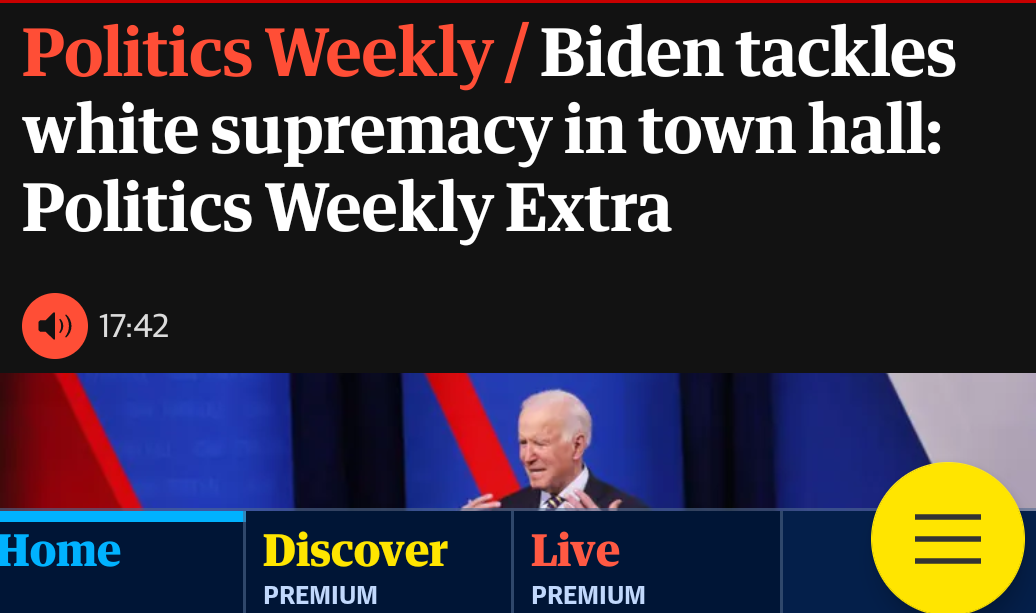 Politics Weekly / Biden tackles
white supremacy in town hall:
Politics Weekly Extra
17:42
Home
Discover
PREMIUM
Live
PREMIUM